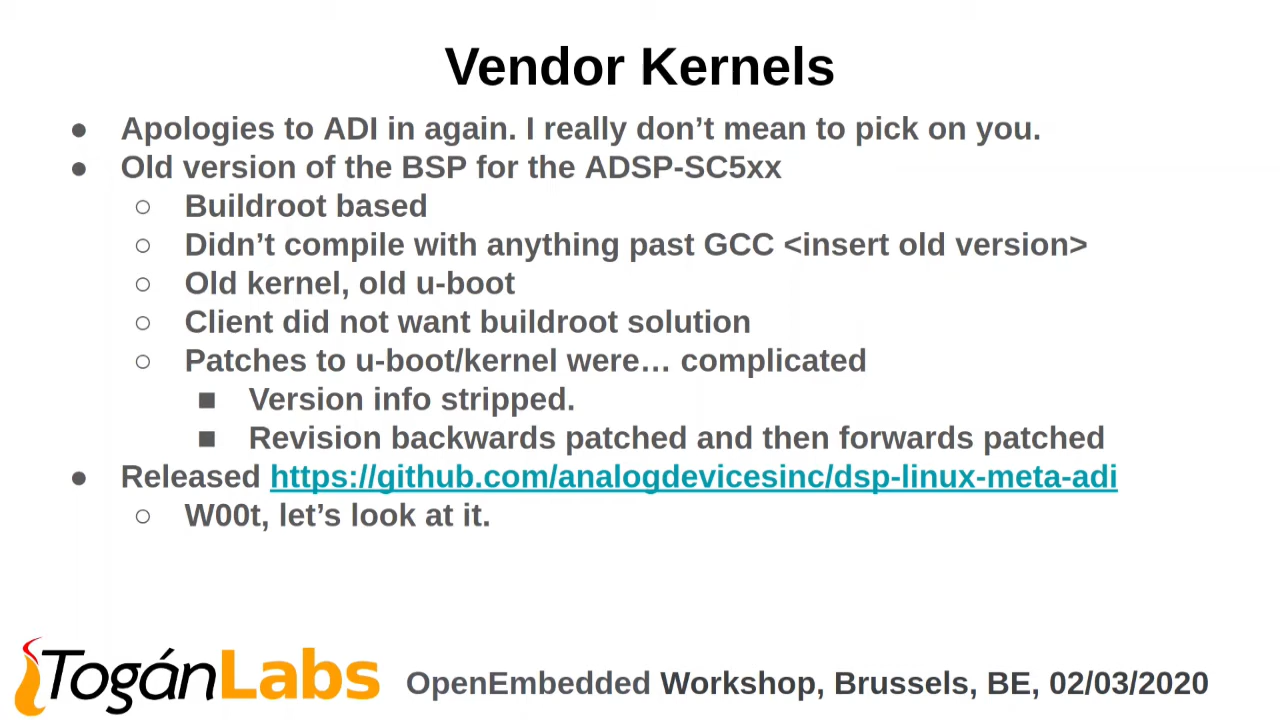 Vendor Kernels
● Apologies to ADI in again. I really don’t mean to pick on you.
● Old version of the BSP for the ADSP-SC5xx
○ Buildroot based
○ Didn’t compile with anything past GCC <insert old version>
○ Old kernel, old u-boot
○ Client did not want buildroot solution
○ Patches to u-boot/kernel were… complicated
■ Version info stripped.
■ Revision backwards patched and then forwards patched
● Released https://github.com/analogdevicesinc/dsp-linux-meta-adi
○ W00t, let’s look at it.
TogánLabs
OpenEmbedded Workshop, Brussels, BE, 02/03/2020